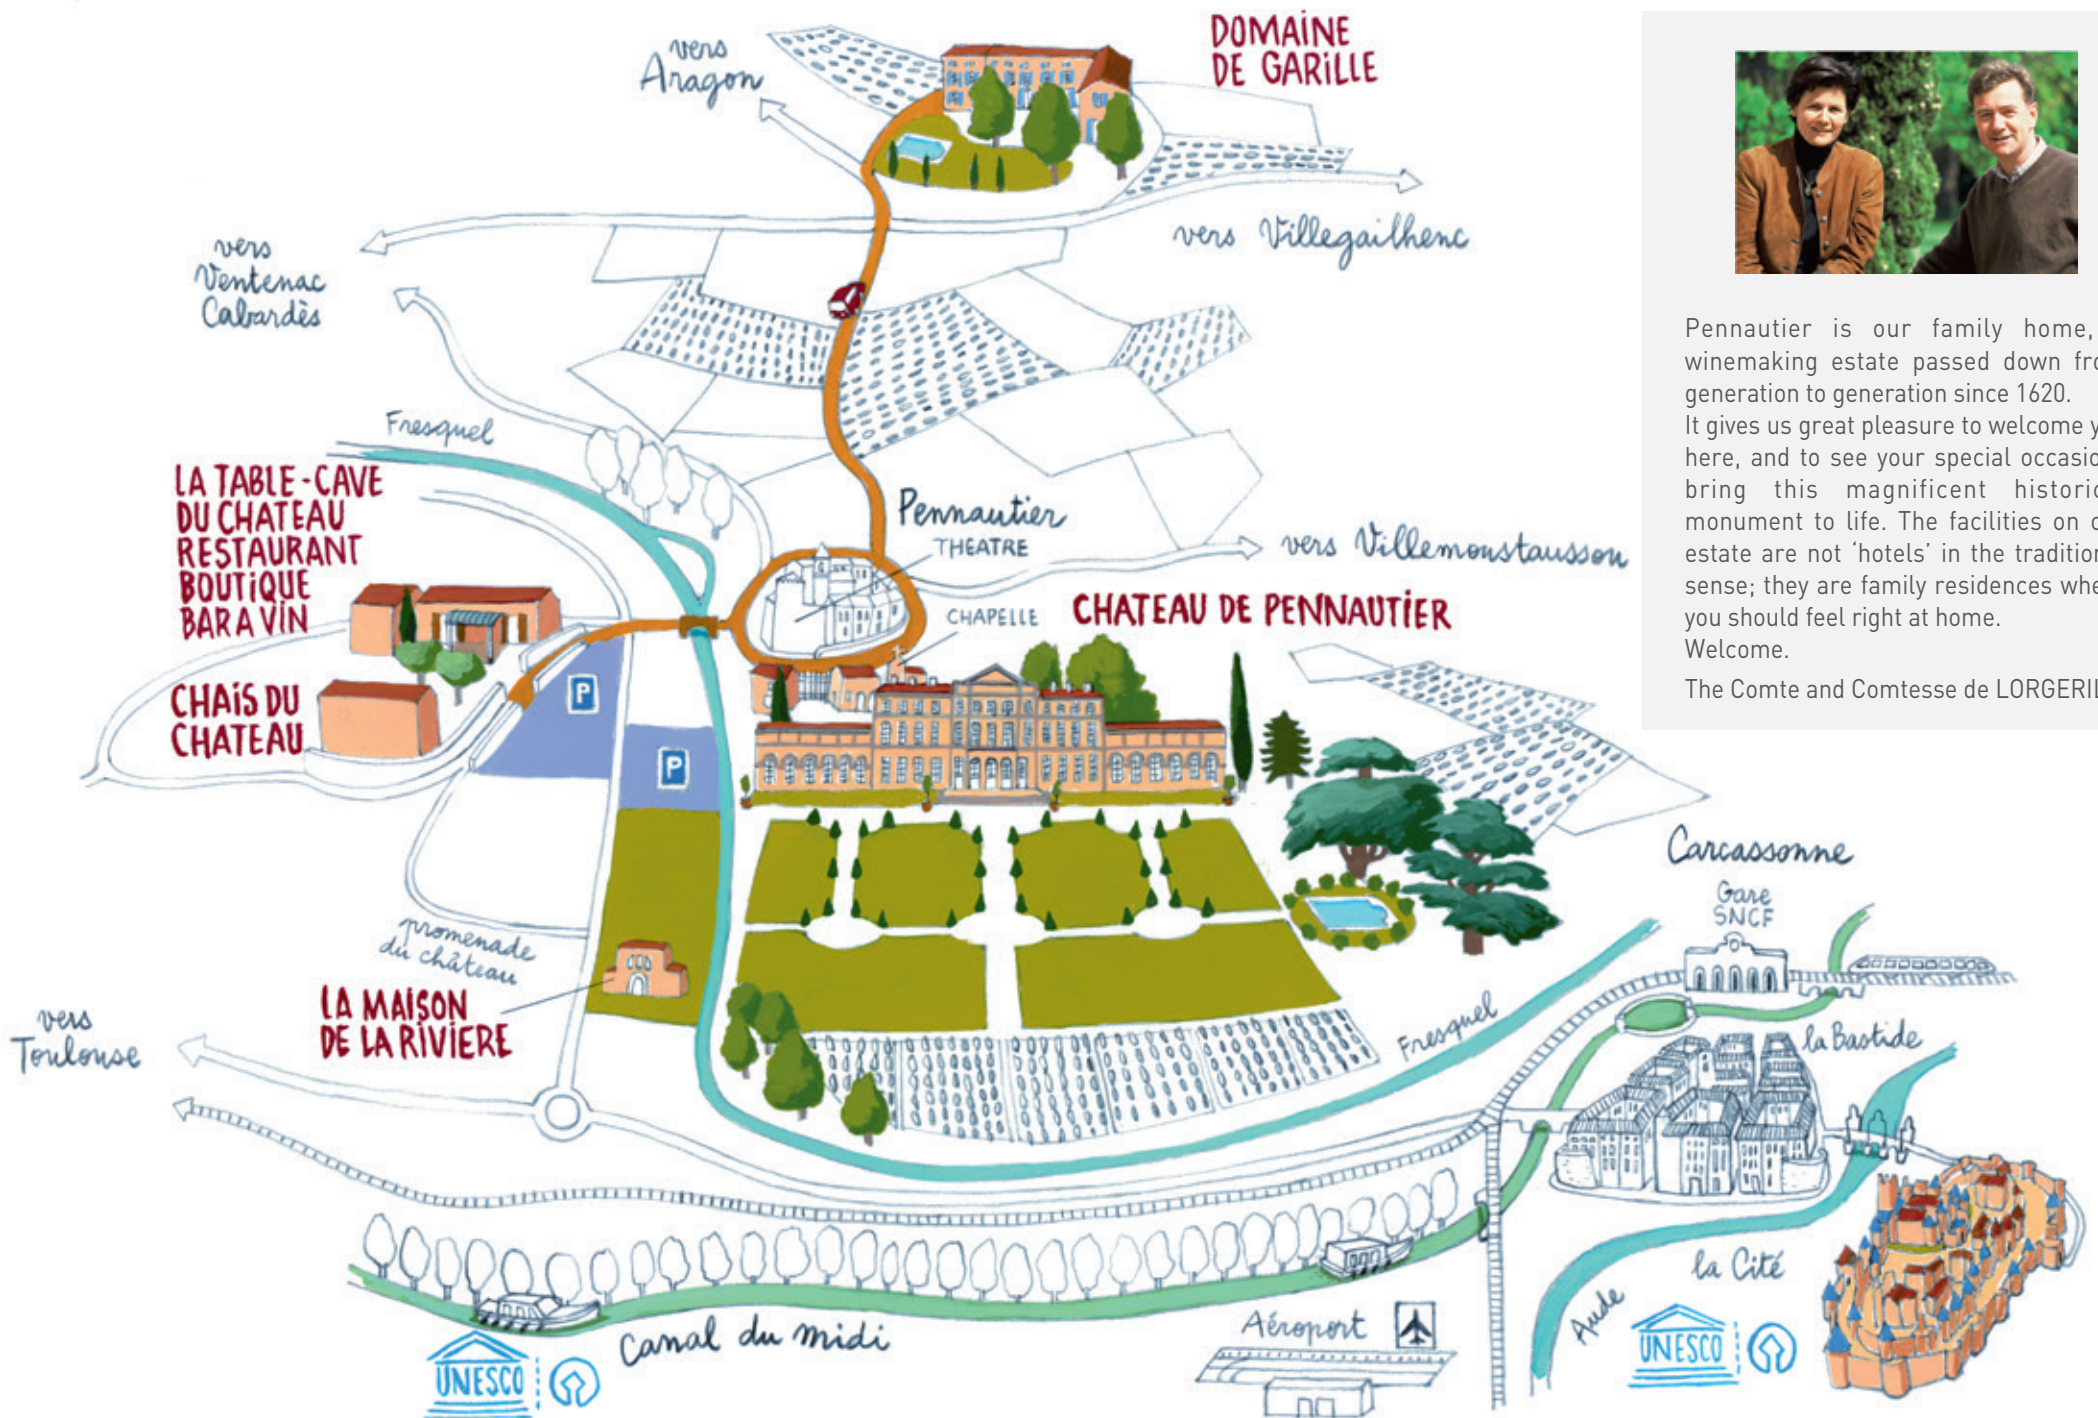 DOMAINE
DE GARILLE
vers
Aragon
vers Villegailhenc
vers
Ventenac
Cabardès
Fresquel
LA TABLE-CAVE
DU CHATEAU
RESTAURANT
BOUTIQUE
BAR A VIN
Pennautier
THEATRE
vers Villemoustaussou
CHAPELLE
CHATEAU DE PENNAUTIER
CHAIS DU
CHATEAU
P
P
promenade
du château
LA MAISON
DE LA RIVIERE
vers
Toulouse
Carcassonne
Gare
SNCF
Fresquel
la Bastide
la Cité
Aude
Canal du midi
Aéroport
UNESCO
UNESCO
Pennautier is our family home,
winemaking estate passed down
generation to generation since 1620.
It gives us great pleasure to welcome
here, and to see your special
bring this magnificent
monument to life. The facilities on
estate are not ‘hotels’ in the
sense; they are family residences
you should feel right at home.
Welcome.
The Comte and Comtesse de